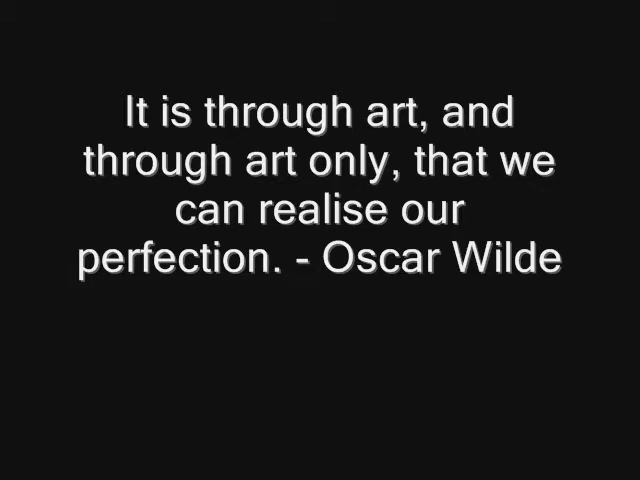 It is through art, and
through art only, that we
can realise our
perfection. - Oscar Wilde